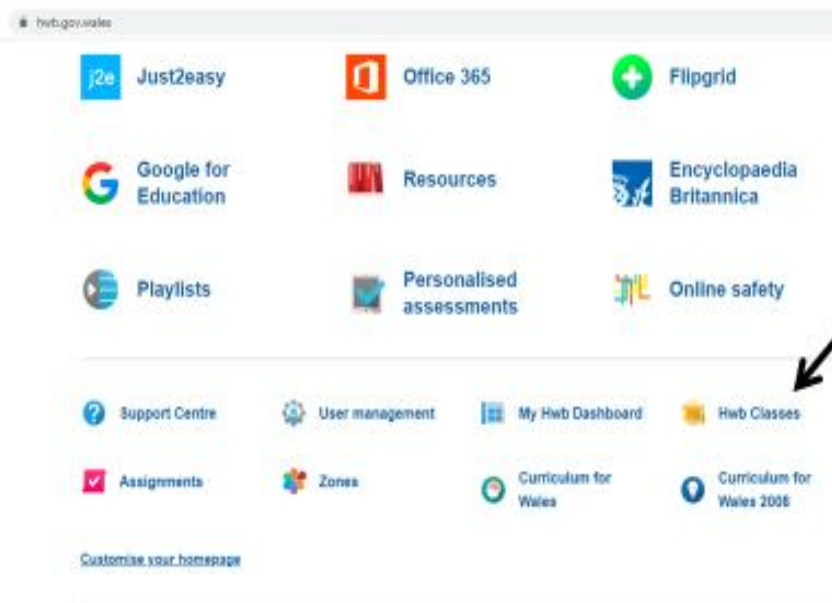 hwb.gov.wales
j2e Just2easy
Office 365
Flipgrid
Google for
Education
Resources
Encyclopaedia
Britannica
Playlists
Personalised
assessments
Online safety
Support Centre
User management
My Hwb Dashboard
Hwb Classes
Assignments
Zones
Curriculum for
Wales
Curriculum for
Wales 2008
Customise your homepage